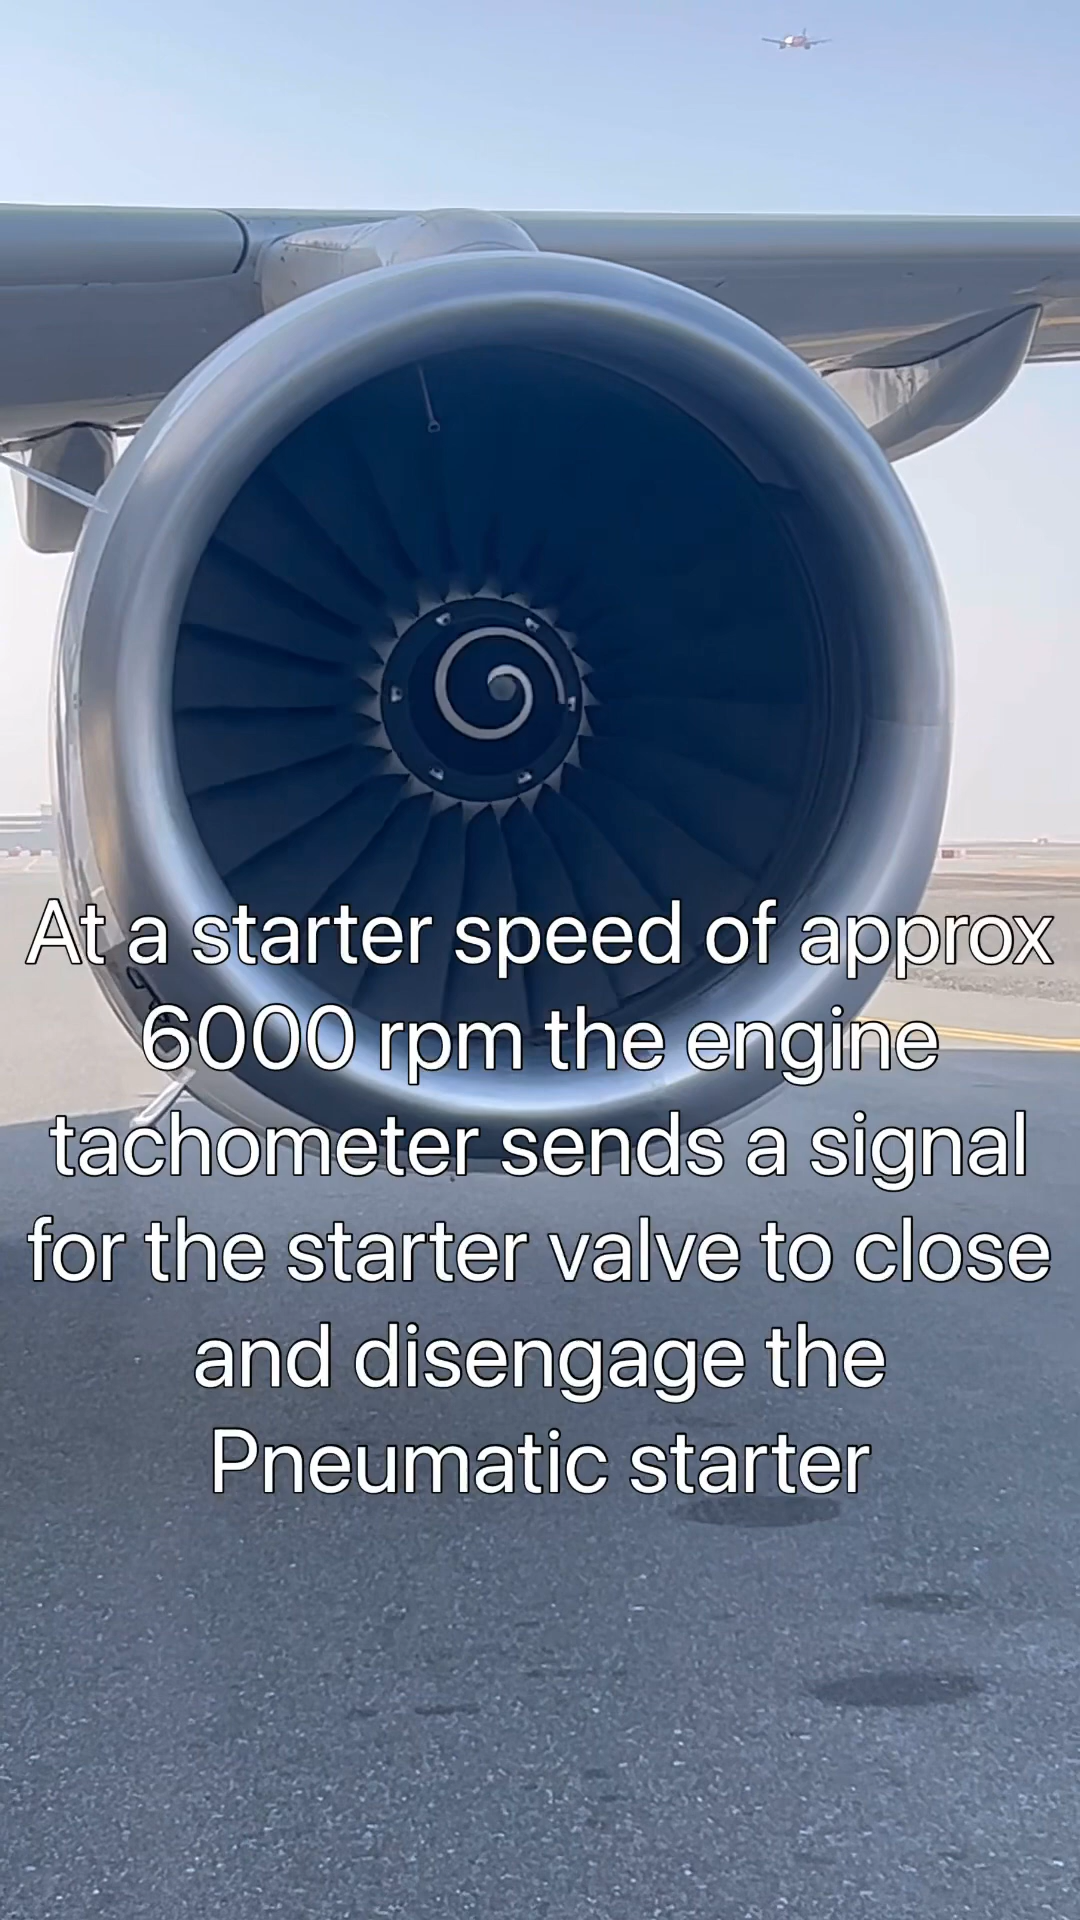 At a starter speed of approx
6000 rpm the engine
tachometer sends a signal
for the starter valve to close
and disengage the
Pneumatic starter